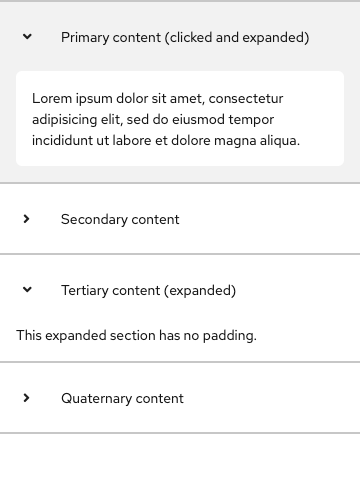 Primary content (clicked and expanded)
Lorem ipsum dolor sit amet, consectetur
adipisicing elit, sed do eiusmod tempor
incididunt ut labore et dolore magna aliqua.
Secondary content
Tertiary content (expanded)
This expanded section has no padding.
Quaternary content